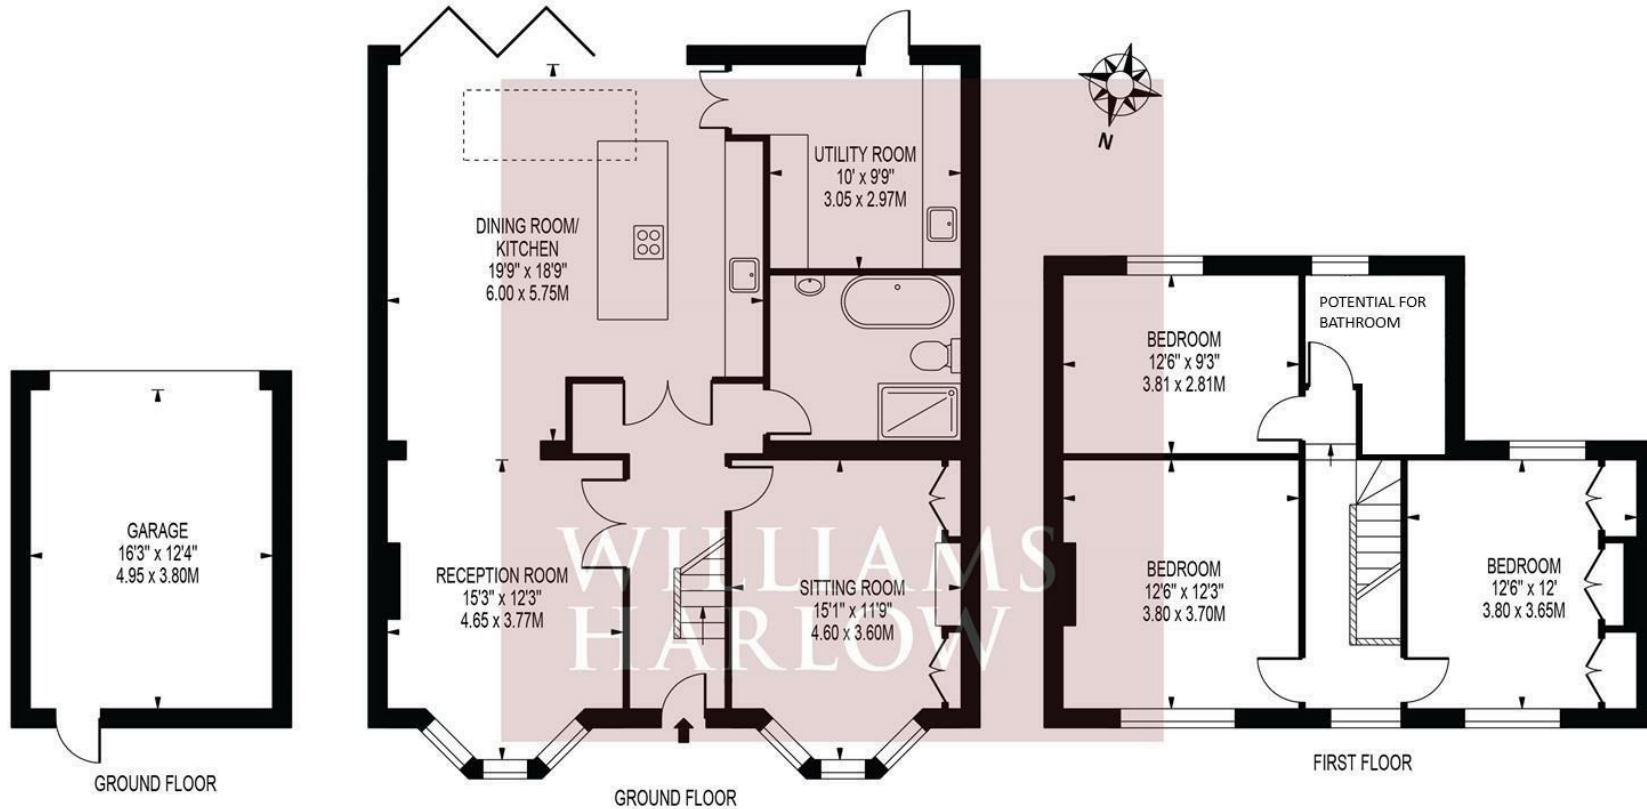 N
DINING ROOM/
KITCHEN
19'9" x 18'9"
6.00 x 5.75M
UTILITY ROOM
10' x 9'9"
3.05 x 2.97M
POTENTIAL FOR
BATHROOM
BEDROOM
12'6" x 9'3"
3.81 x 2.81M
GARAGE
16'3" x 12'4"
4.95 x 3.80M
RECEPTION ROOM
15'3" x 12'3"
4.65 x 3.77M
SITTING ROOM
15'1" x 11'9"
4.60 x 3.60M
WILLIAMS
HARLOW
BEDROOM
12'6" x 12'3"
3.80 x 3.70M
BEDROOM
12'6" x 12'
3.80 x 3.65M
GROUND FLOOR
GROUND FLOOR
FIRST FLOOR